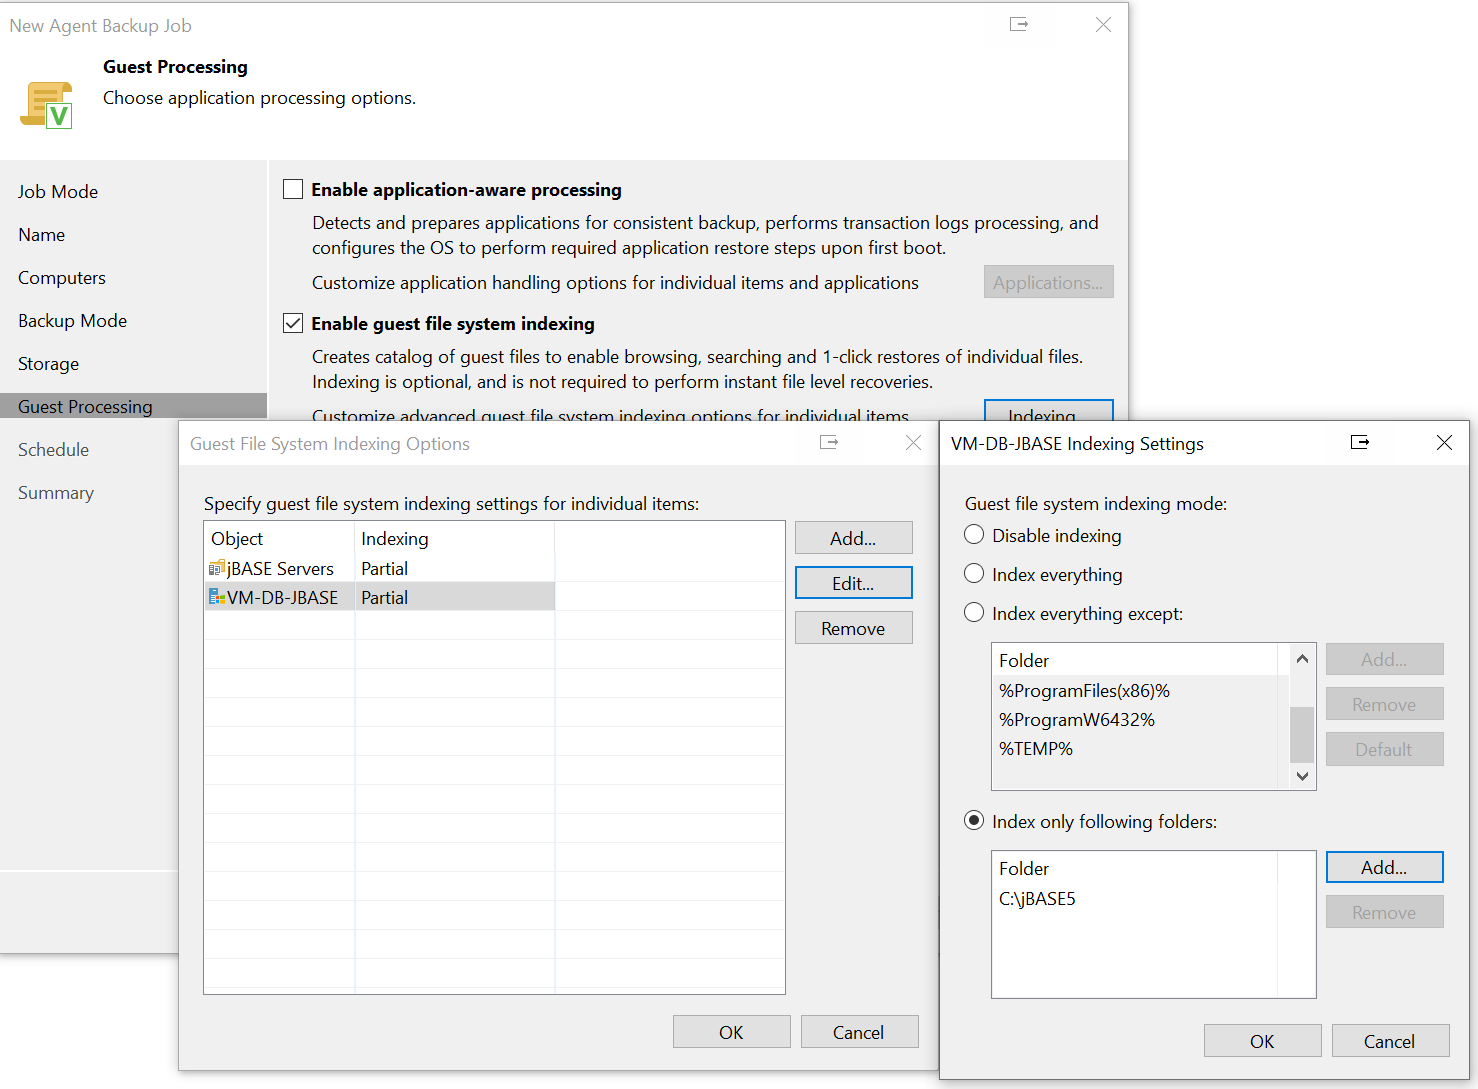 New Agent Backup Job
Guest Processing
Choose application processing options.
V
Job Mode
Name
Computers
Backup Mode
Storage
Guest Processing
Schedule
Summary
Enable application-aware processing
Detects and prepares applications for consistent backup, performs transaction logs processing, and
configures the OS to perform required application restore steps upon first boot.
Customize application handling options for individual items and applications
Applications...
Enable guest file system indexing
Creates catalog of guest files to enable browsing, searching and 1-click restores of individual files.
Indexing is optional, and is not required to perform instant file level recoveries.
Customize advanced guest file system indexing options for individual items
Indexing
Guest File System Indexing Options
Specify guest file system indexing settings for individual items:
Object Indexing
jBASE Servers Partial
VM-DB-JBASE Partial
Add...
Edit...
Remove
OK
Cancel
VM-DB-JBASE Indexing Settings
Guest file system indexing mode:
Disable indexing
Index everything
Index everything except:
Folder
%ProgramFiles(x86)%
%ProgramW6432%
%TEMP%
Add...
Remove
Default
Index only following folders:
Folder
C:\jBASE5
Add...
Remove
OK
Cancel